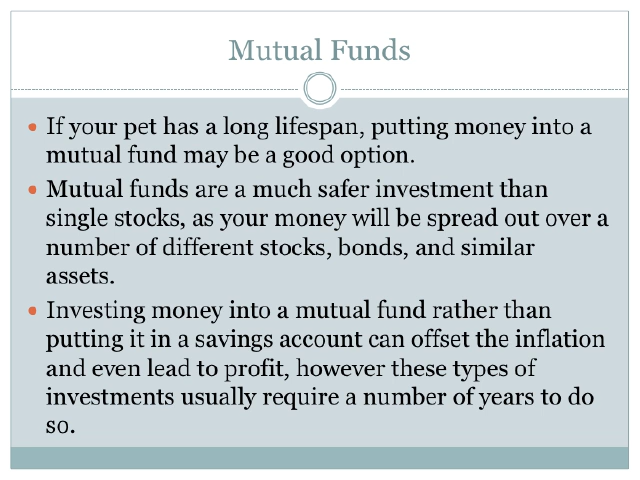 Mutual Funds
• If your pet has a long lifespan, putting money into a
mutual fund may be a good option.
• Mutual funds are a much safer investment than
single stocks, as your money will be spread out over a
number of different stocks, bonds, and similar
assets.
• Investing money into a mutual fund rather than
putting it in a savings account can offset the inflation
and even lead to profit, however these types of
investments usually require a number of years to do
so.